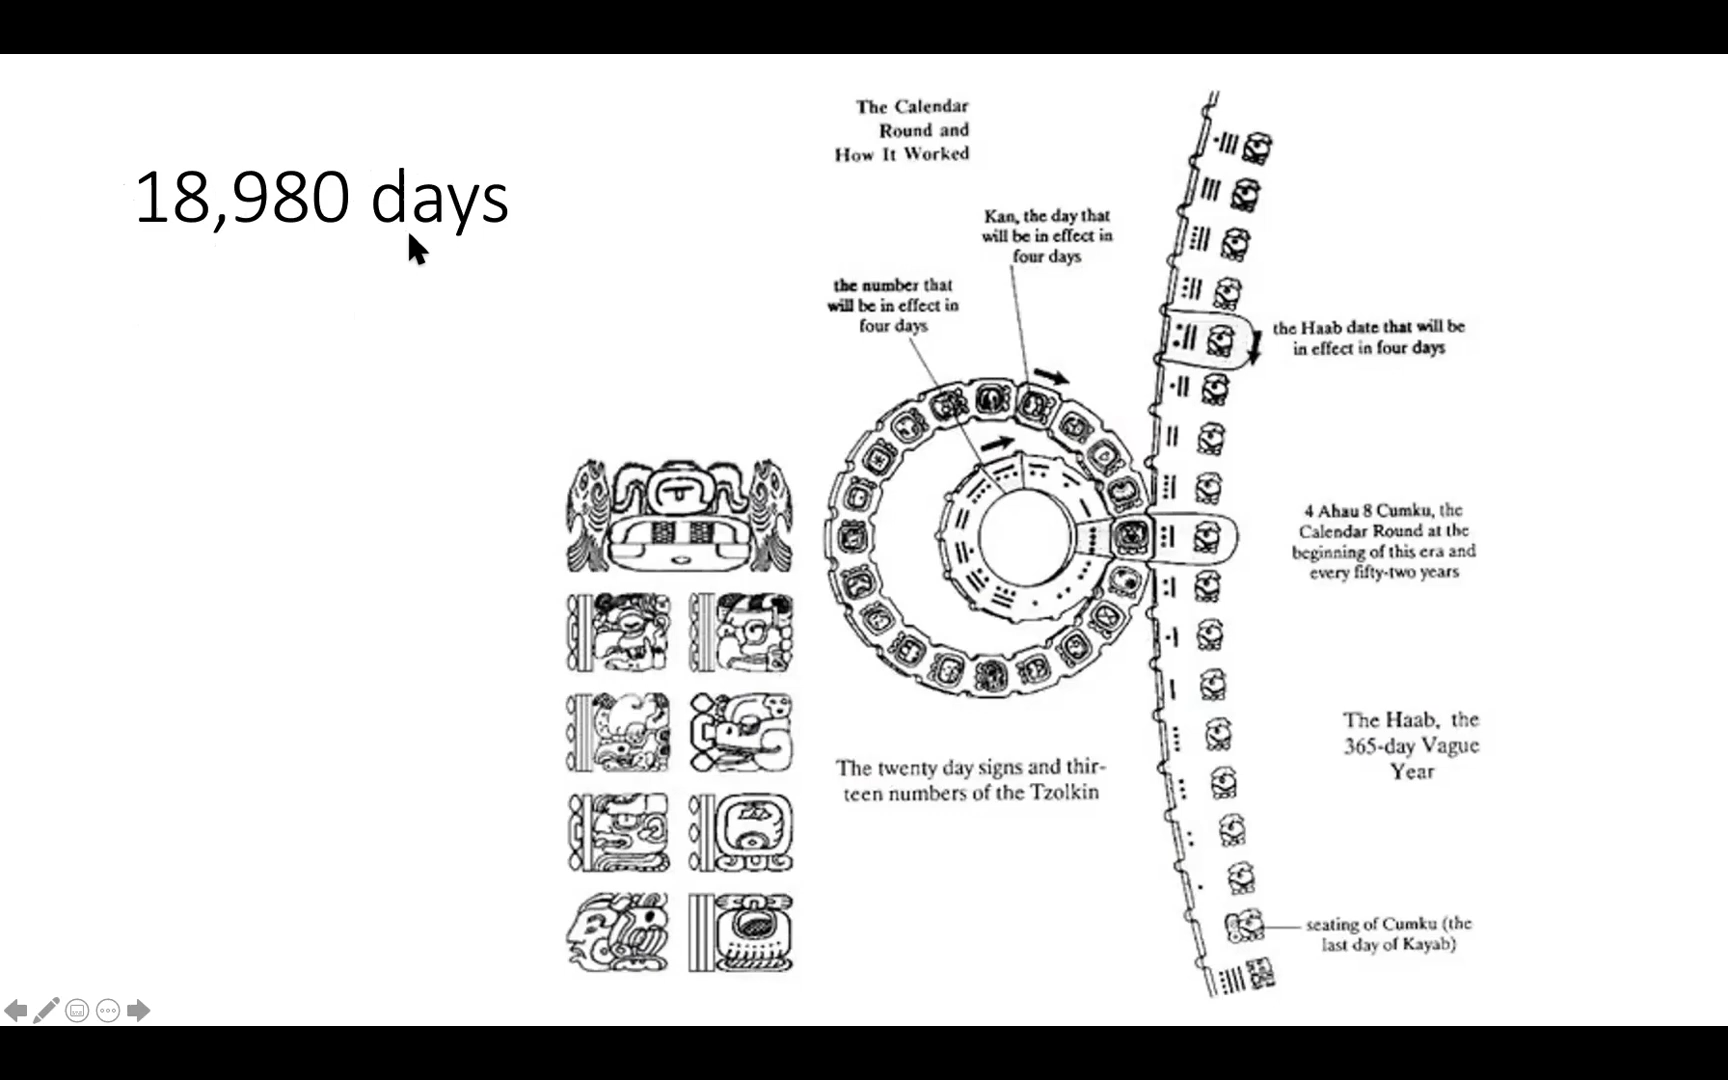 18,980 days
The Calendar
Round and
How It Worked
Kan, the day that
will be in effect in
four days
the number that
will be in effect in
four days
the Haab date that will be
in effect in four days
4 Ahau 8 Cumku, the
Calendar Round at the
beginning of this era and
every fifty-two years
The Haab, the
365-day Vague
Year
The twenty day signs and thir-
teen numbers of the Tzolkin
seating of Cumku (the
last day of Kayab)